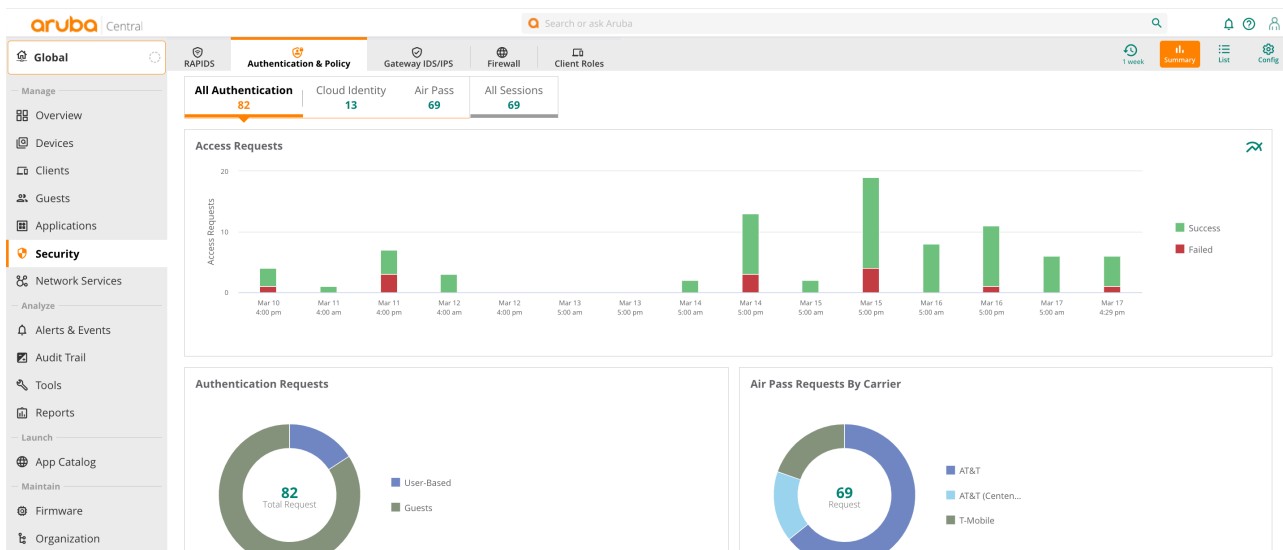 aruba Central
Search or ask Aruba
Global
RAPIDS
Authentication & Policy
Gateway IDS/IPS
Firewall
Client Roles
1 week
Summary
List
Config
Manage
Overview
Devices
Clients
Guests
Applications
Security
Network Services
Analyze
Alerts & Events
Audit Trail
Tools
Reports
Launch
App Catalog
Maintain
Firmware
Organization
All Authentication
82
Cloud Identity
13
Air Pass
69
All Sessions
69
Access Requests
Access Requests
20
10
0
Mar 10
4:00 pm
Mar 11
4:00 am
Mar 11
4:00 pm
Mar 12
4:00 am
Mar 12
4:00 pm
Mar 13
5:00 am
Mar 13
5:00 pm
Mar 14
5:00 am
Mar 14
5:00 pm
Mar 15
5:00 am
Mar 15
5:00 pm
Mar 16
5:00 am
Mar 16
5:00 pm
Mar 17
5:00 am
Mar 17
4:29 pm
Success
Failed
Authentication Requests
82
Total Request
User-Based
Guests
Air Pass Requests By Carrier
69
Request
AT&T
AT&T (Centen...
T-Mobile